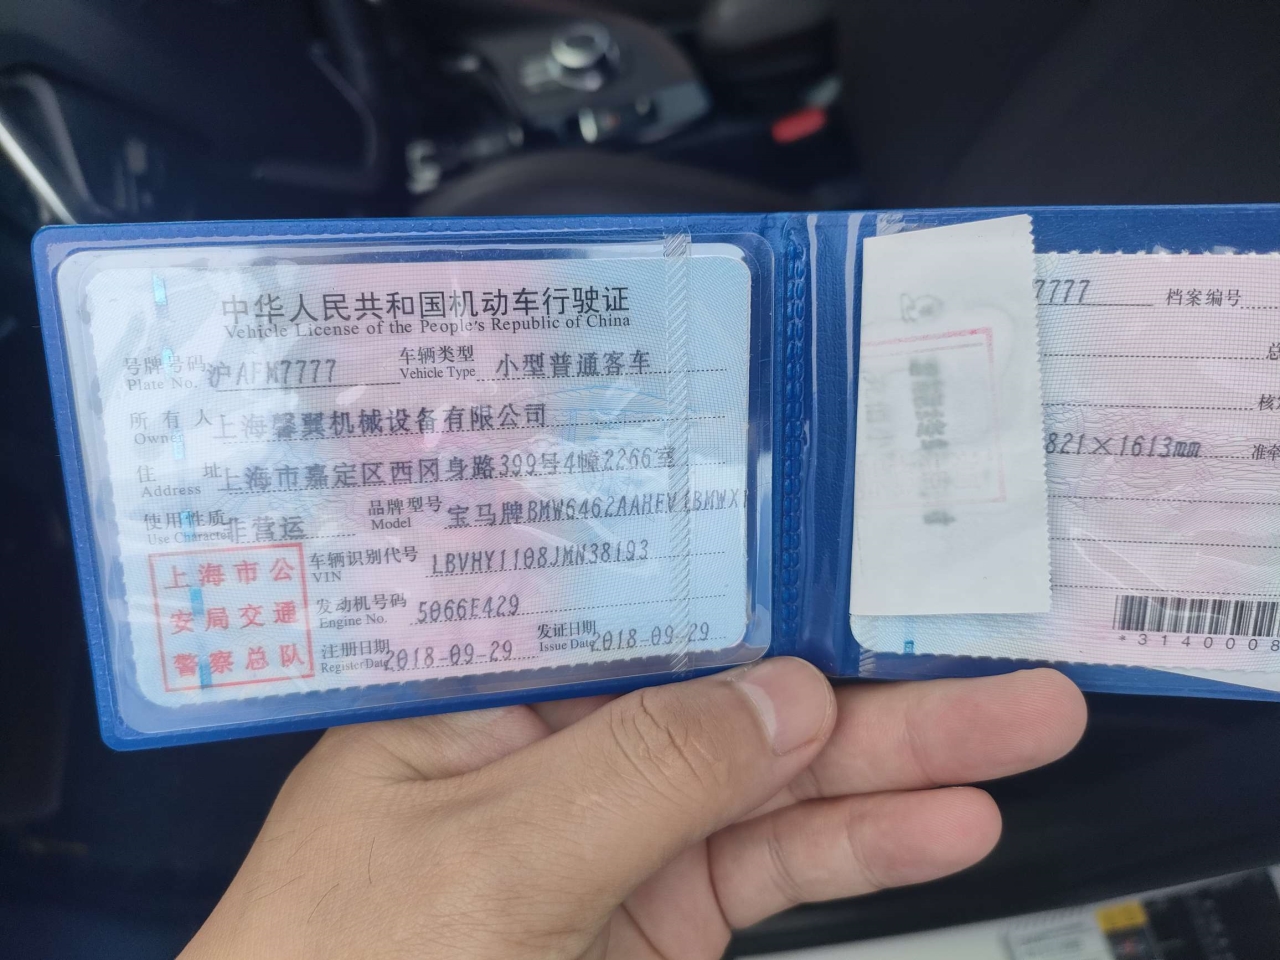 中华人民共和国机动车行驶证
Vehicle License of the People's Republic of China
号牌号码 沪AFM7777 车辆类型 小型普通客车
Plate No. Vehicle Type
所有人 上海馨翼机械设备有限公司
Owner
住址 上海市嘉定区西冈身路399号4幢2266室
Address
使用性质 非营运 品牌型号 宝马牌BMW6462AAHEV(BMWX1
Use Character Model
车辆识别代号 LBVHY1108JMN38193
VIN
发动机号码 5066E429
Engine No.
注册日期 2018-09-29 发证日期 2018-09-29
Register Date Issue Date
上海市公
安局交通
警察总队
7777 档案编号
总
核
821×1613mm 准牵
*3140008